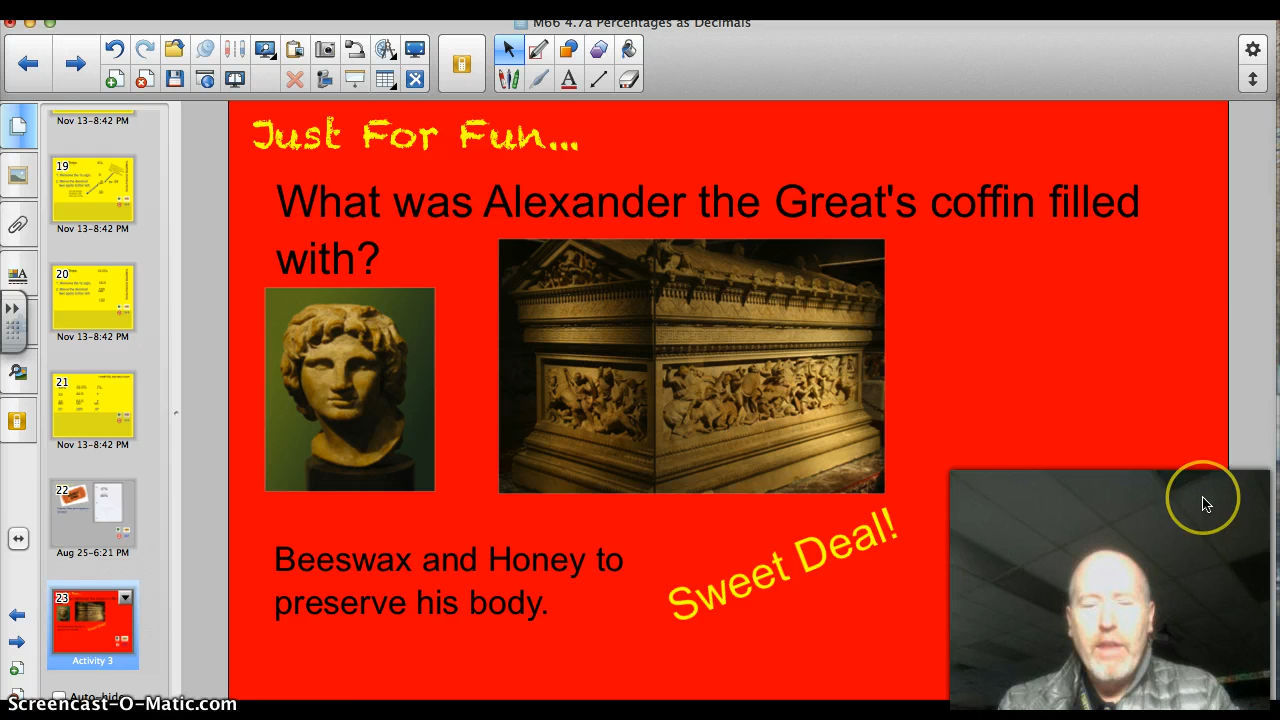 M66 4.7a Percentages as Decimals
Nov 13-8:42 PM
19
Nov 13-8:42 PM
20
Nov 13-8:42 PM
21
Nov 13-8:42 PM
22
Aug 25-6:21 PM
23
Activity 3
Auto-hide
Just For Fun...
What was Alexander the Great's coffin filled
with?
Beeswax and Honey to
preserve his body.
Sweet Deal!
Screencast-O-Matic.com